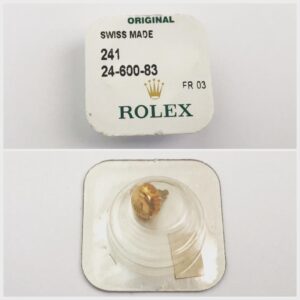 ORIGINAL
SWISS MADE
241
24-600-83
FR 03
ROLEX